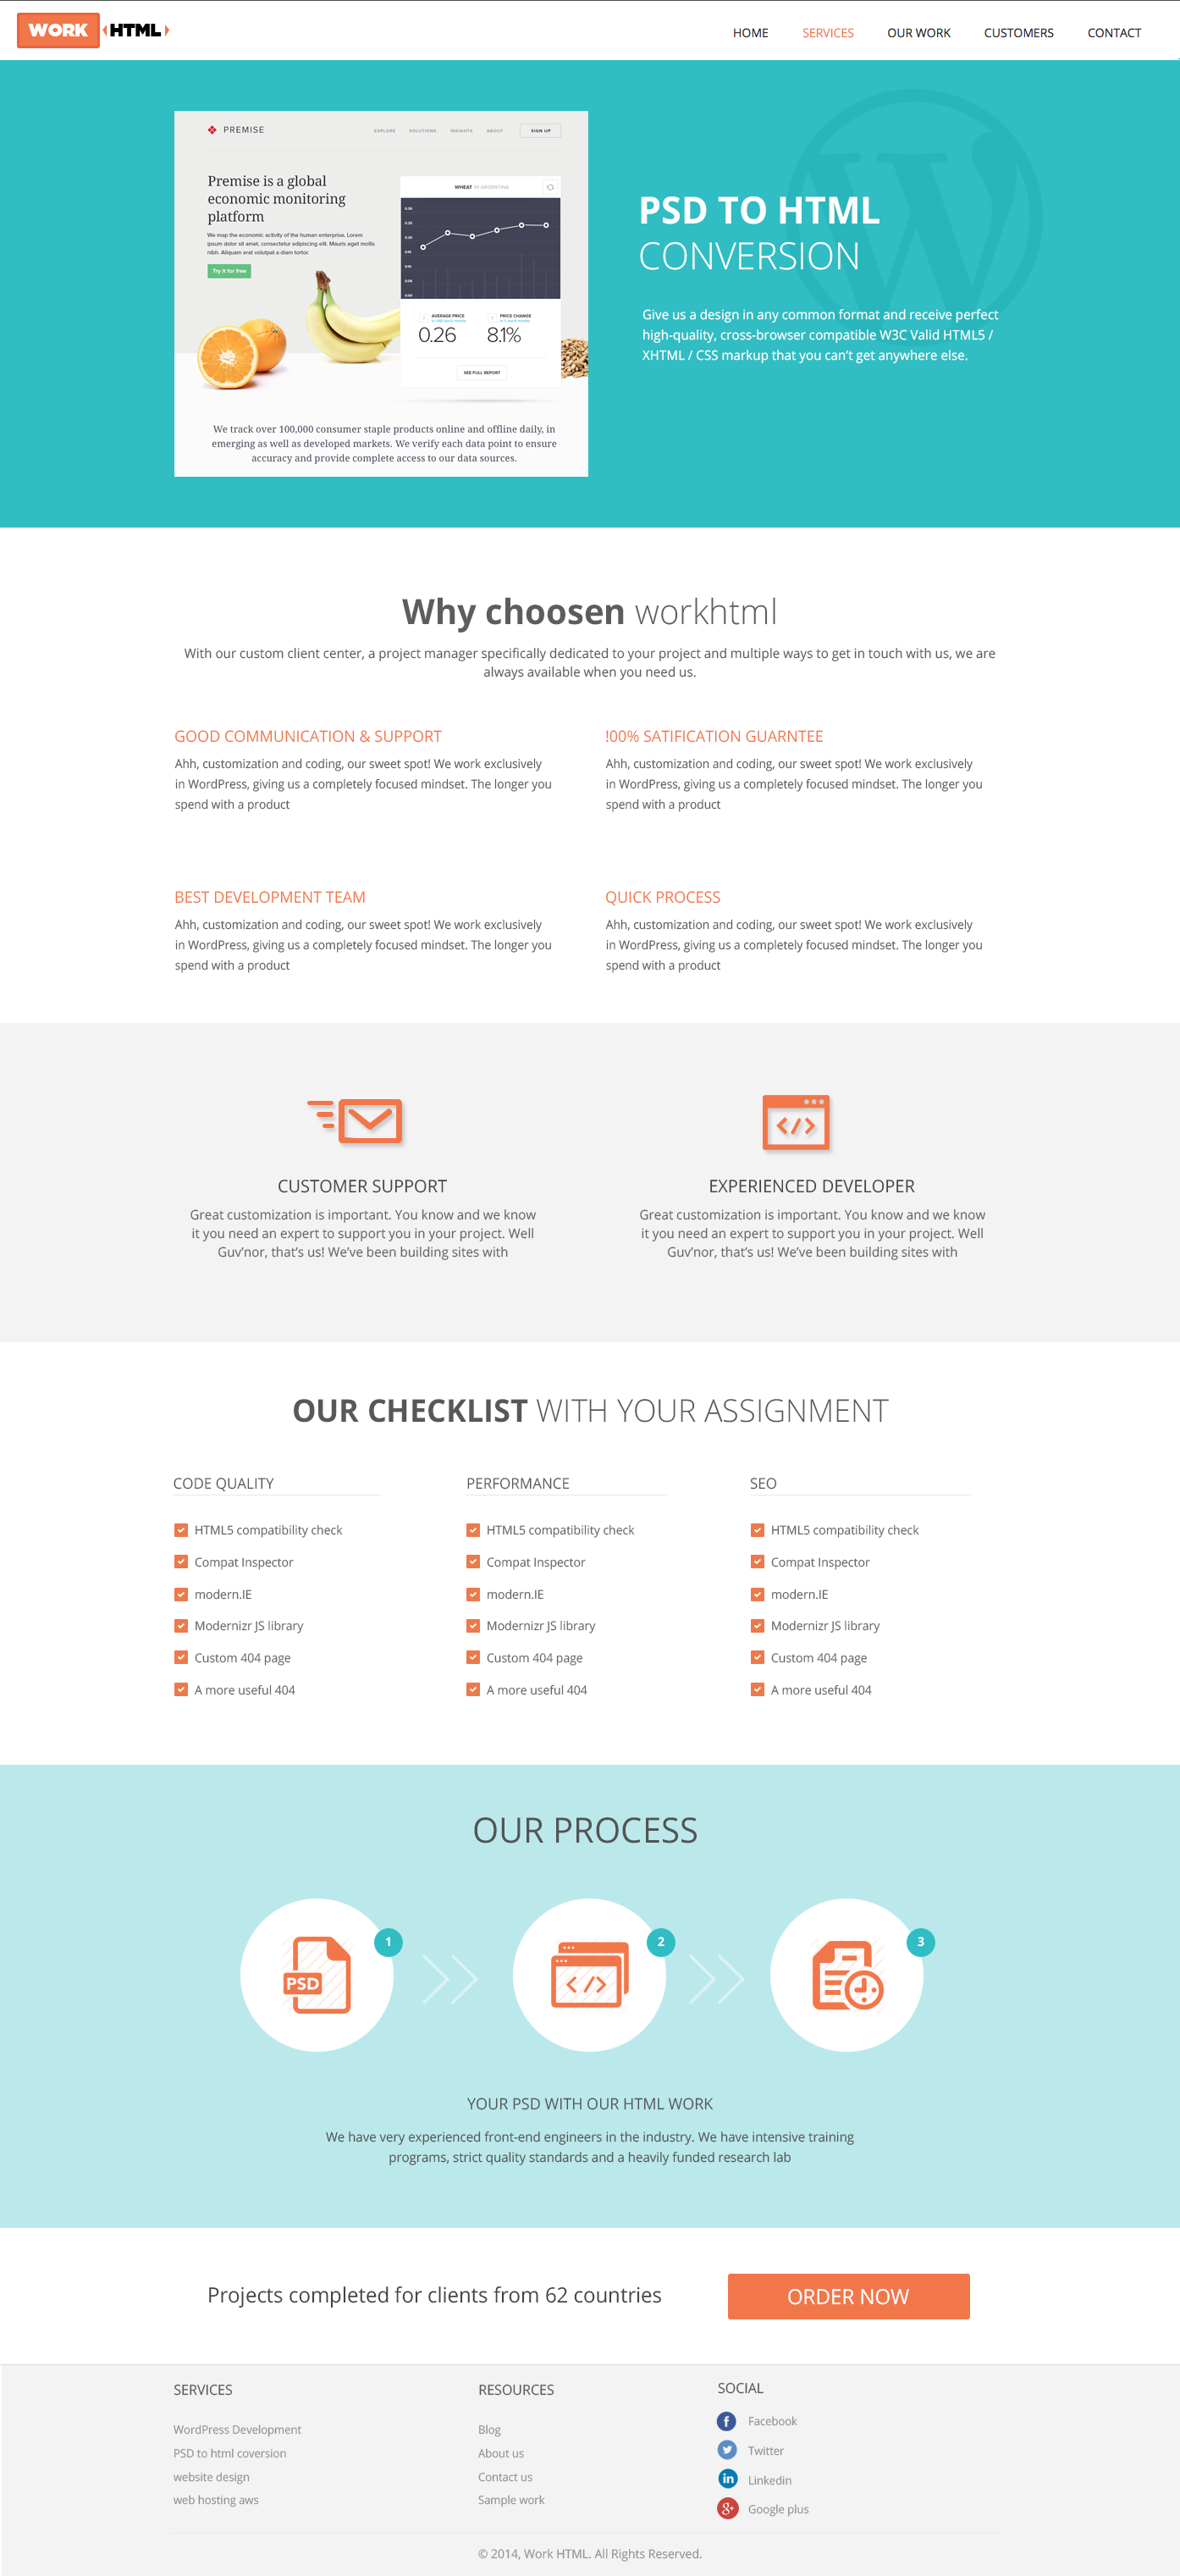 WORK HTML
HOME SERVICES OUR WORK CUSTOMERS CONTACT
PREMISE
EXPLORE SOLUTIONS INSIGHTS ABOUT SIGN UP
Premise is a global
economic monitoring
platform
We map the economic activity of the human enterprise, Lorem
ipsum dolor sit amet, consectetur adipiscing elit. Mauris eget mollis
nibh. Aliquam erat volutpat a diam tortor.
Try it for free
WHEAT IN ARGENTINA
AVERAGE PRICE
0.26
PRICE CHANGE
8.1%
SEE FULL REPORT
We track over 100,000 consumer staple products online and offline daily, in
emerging as well as developed markets. We verify each data point to ensure
accuracy and provide complete access to our data sources.
PSD TO HTML
CONVERSION
Give us a design in any common format and receive perfect
high-quality, cross-browser compatible W3C Valid HTML5 /
XHTML / CSS markup that you can't get anywhere else.
Why choosen workhtml
With our custom client center, a project manager specifically dedicated to your project and multiple ways to get in touch with us, we are
always available when you need us.
GOOD COMMUNICATION & SUPPORT
Ahh, customization and coding, our sweet spot! We work exclusively
in WordPress, giving us a completely focused mindset. The longer you
spend with a product
!00% SATIFICATION GUARNTEE
Ahh, customization and coding, our sweet spot! We work exclusively
in WordPress, giving us a completely focused mindset. The longer you
spend with a product
BEST DEVELOPMENT TEAM
Ahh, customization and coding, our sweet spot! We work exclusively
in WordPress, giving us a completely focused mindset. The longer you
spend with a product
QUICK PROCESS
Ahh, customization and coding, our sweet spot! We work exclusively
in WordPress, giving us a completely focused mindset. The longer you
spend with a product
CUSTOMER SUPPORT
Great customization is important. You know and we know
it you need an expert to support you in your project. Well
Guv'nor, that's us! We've been building sites with
EXPERIENCED DEVELOPER
Great customization is important. You know and we know
it you need an expert to support you in your project. Well
Guv'nor, that's us! We've been building sites with
OUR CHECKLIST WITH YOUR ASSIGNMENT
CODE QUALITY
HTML5 compatibility check
Compat Inspector
modern.IE
Modernizr JS library
Custom 404 page
A more useful 404
PERFORMANCE
HTML5 compatibility check
Compat Inspector
modern.IE
Modernizr JS library
Custom 404 page
A more useful 404
SEO
HTML5 compatibility check
Compat Inspector
modern.IE
Modernizr JS library
Custom 404 page
A more useful 404
OUR PROCESS
PSD 1
</> 2
3
YOUR PSD WITH OUR HTML WORK
We have very experienced front-end engineers in the industry. We have intensive training
programs, strict quality standards and a heavily funded research lab
Projects completed for clients from 62 countries
ORDER NOW
SERVICES
WordPress Development
PSD to html coversion
website design
web hosting aws
RESOURCES
Blog
About us
Contact us
Sample work
SOCIAL
Facebook
Twitter
Linkedin
Google plus
© 2014, Work HTML. All Rights Reserved.